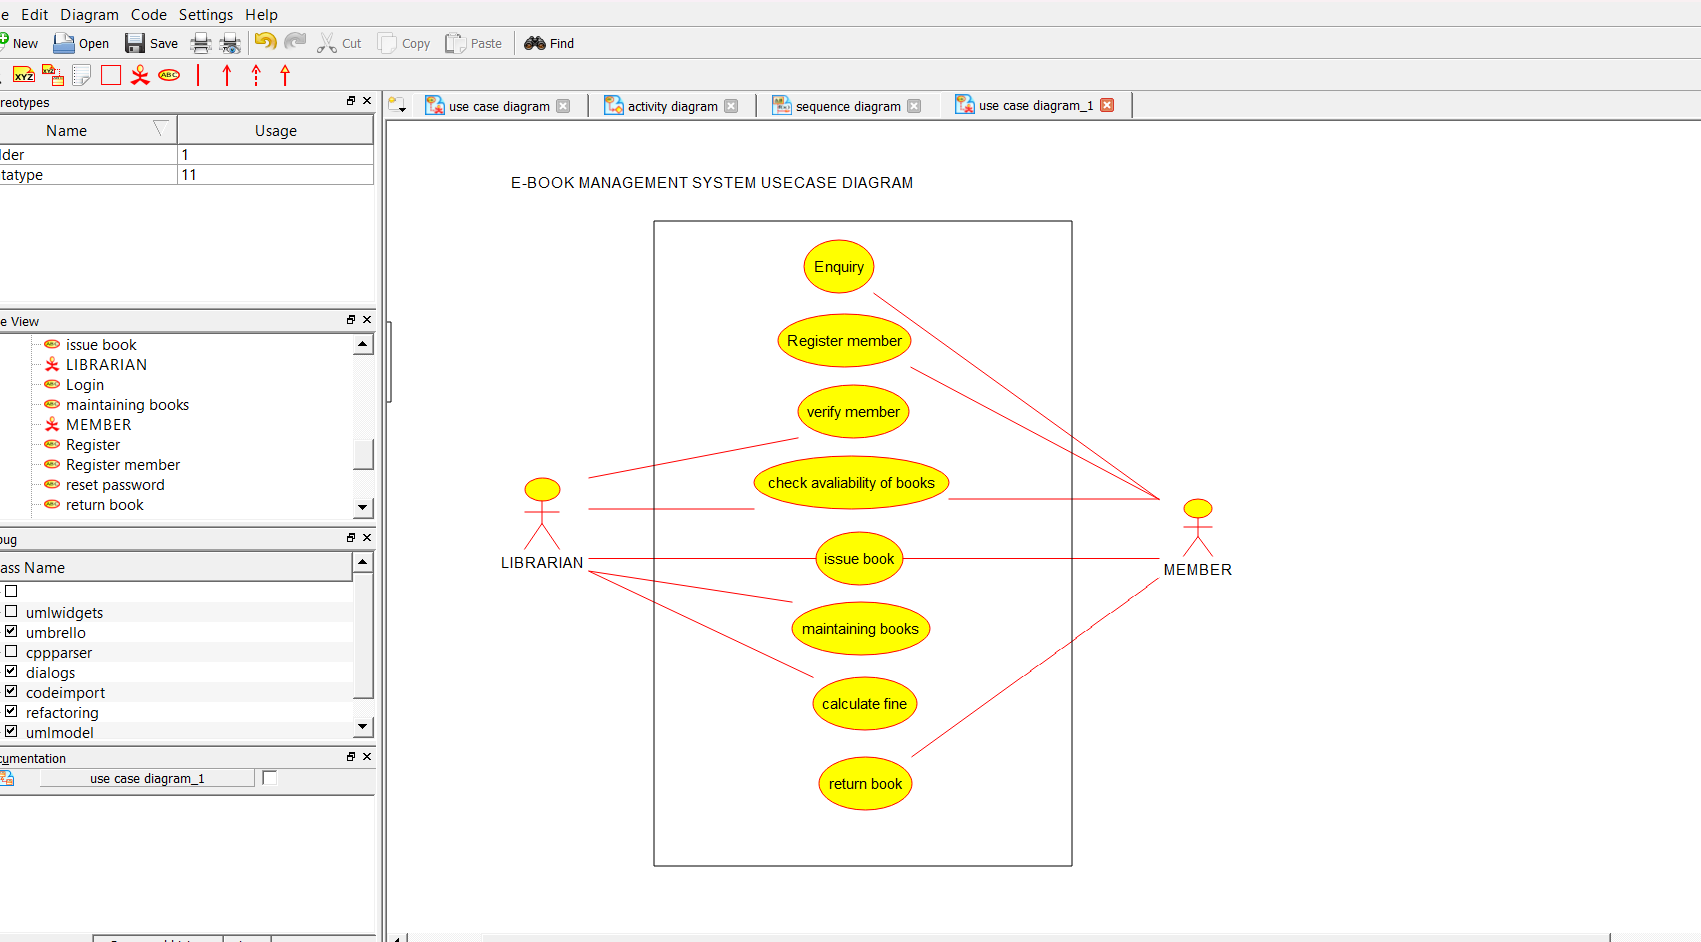 e Edit Diagram Code Settings Help
New Open Save Cut Copy Paste Find
XYZ XYZ ABC
reotypes
use case diagram activity diagram sequence diagram use case diagram_1
Name Usage
lder 1
tatype 11
E-BOOK MANAGEMENT SYSTEM USECASE DIAGRAM
Enquiry
Register member
verify member
check avaliability of books
issue book
maintaining books
calculate fine
return book
LIBRARIAN
MEMBER
e View
issue book
LIBRARIAN
Login
maintaining books
MEMBER
Register
Register member
reset password
return book
ug
ass Name
umlwidgets
umbrello
cppparser
dialogs
codeimport
refactoring
umlmodel
cumentation
use case diagram_1